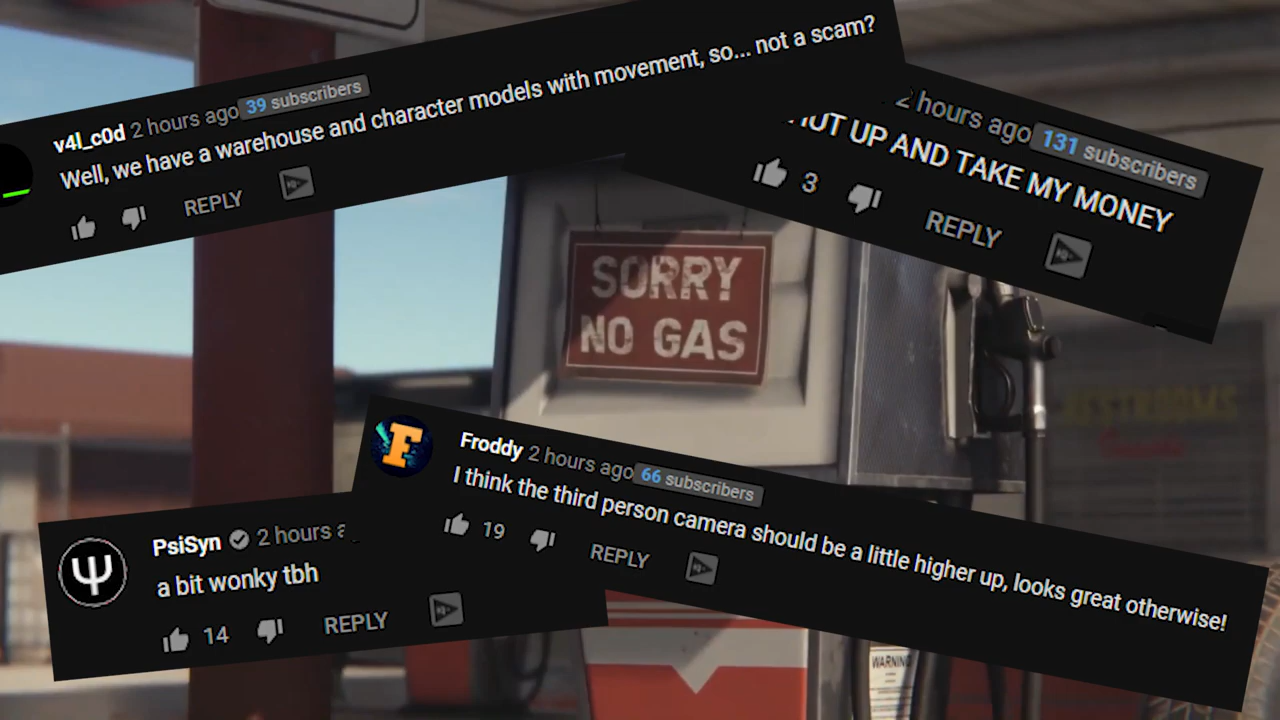 v4l_c0d 2 hours ago 39 subscribers
Well, we have a warehouse and character models with movement, so... not a scam?
REPLY
2 hours ago 131 subscribers
UP AND TAKE MY MONEY
3 REPLY
SORRY
NO GAS
F
Froddy 2 hours ago 66 subscribers
I think the third person camera should be a little higher up, looks great otherwise!
19 REPLY
PsiSyn 2 hours
a bit wonky tbh
14 REPLY
WARNING